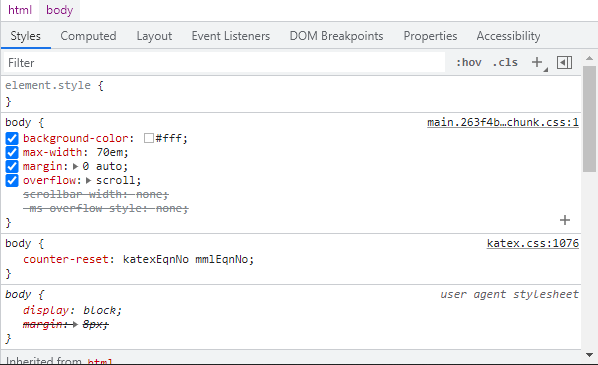 html body
Styles Computed Layout Event Listeners DOM Breakpoints Properties Accessibility
Filter :hov .cls
element.style {
}
body { main.263f4b…chunk.css:1
background-color: #fff;
max-width: 70em;
margin: 0 auto;
overflow: scroll;
scrollbar-width: none;
-ms-overflow-style: none;
}
body { katex.css:1076
counter-reset: katexEqnNo mmlEqnNo;
}
body { user agent stylesheet
display: block;
margin: 8px;
}
Inherited from html